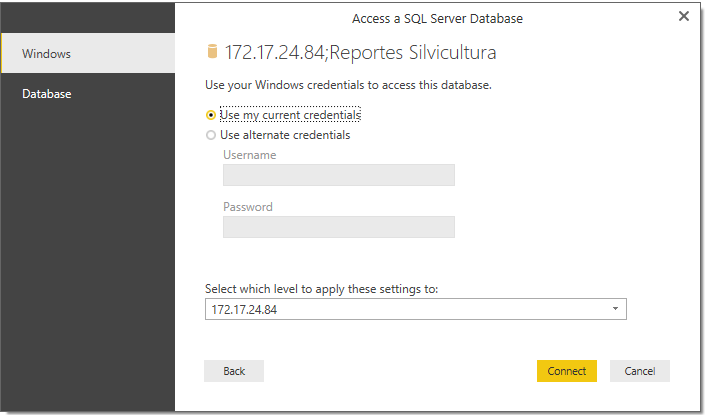 Access a SQL Server Database
Windows
Database
172.17.24.84;Reportes Silvicultura
Use your Windows credentials to access this database.
Use my current credentials
Use alternate credentials
Username
Password
Select which level to apply these settings to:
172.17.24.84
Back
Connect
Cancel